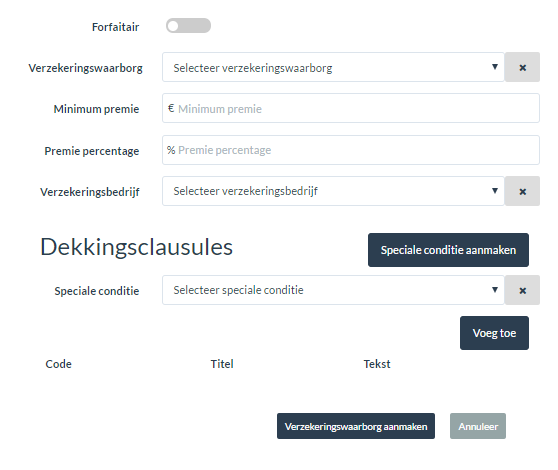 Forfaitair
Verzekeringswaarborg Selecteer verzekeringswaarborg ▼ ×
Minimum premie € Minimum premie
Premie percentage % Premie percentage
Verzekeringsbedrijf Selecteer verzekeringsbedrijf ▼ ×
Dekkingsclausules Speciale conditie aanmaken
Speciale conditie Selecteer speciale conditie ▼ ×
Voeg toe
Code Titel Tekst
Verzekeringswaarborg aanmaken Annuleer